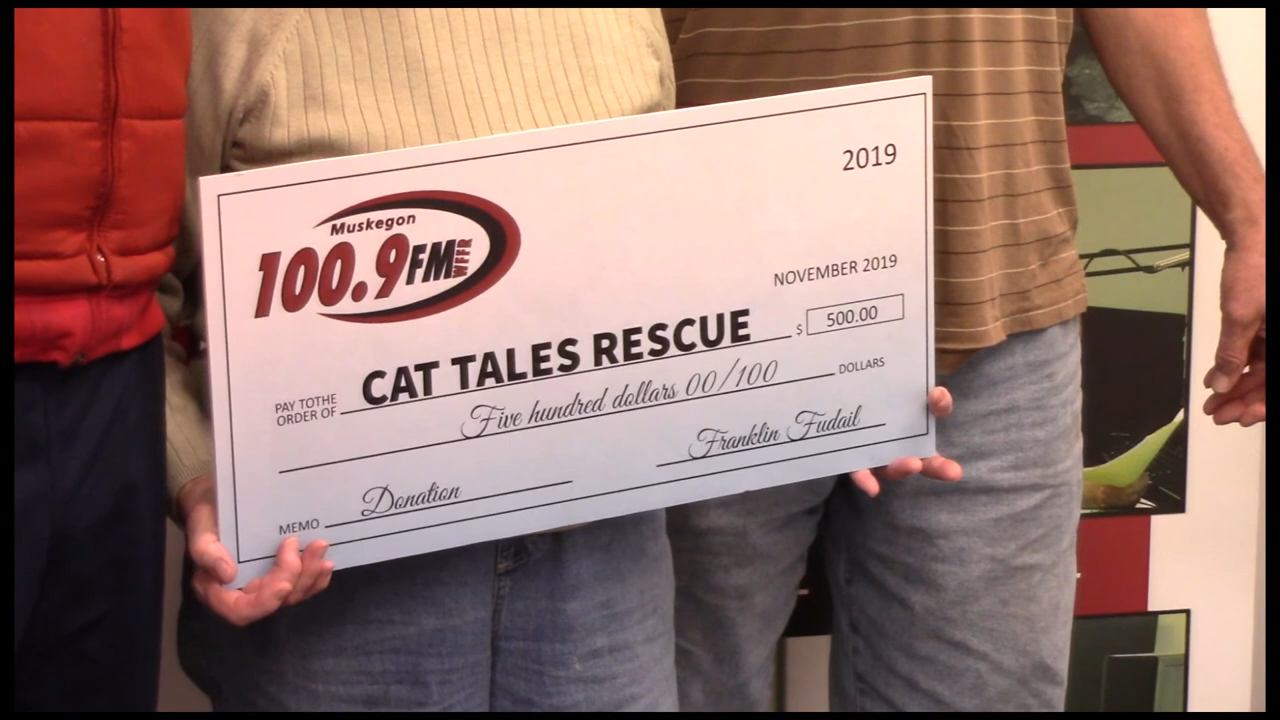 2019
Muskegon
100.9FM WFFR
NOVEMBER 2019
CAT TALES RESCUE
$ 500.00
PAY TOTHE
ORDER OF
Five hundred dollars 00/100
DOLLARS
Franklin Fudail
Donation
MEMO